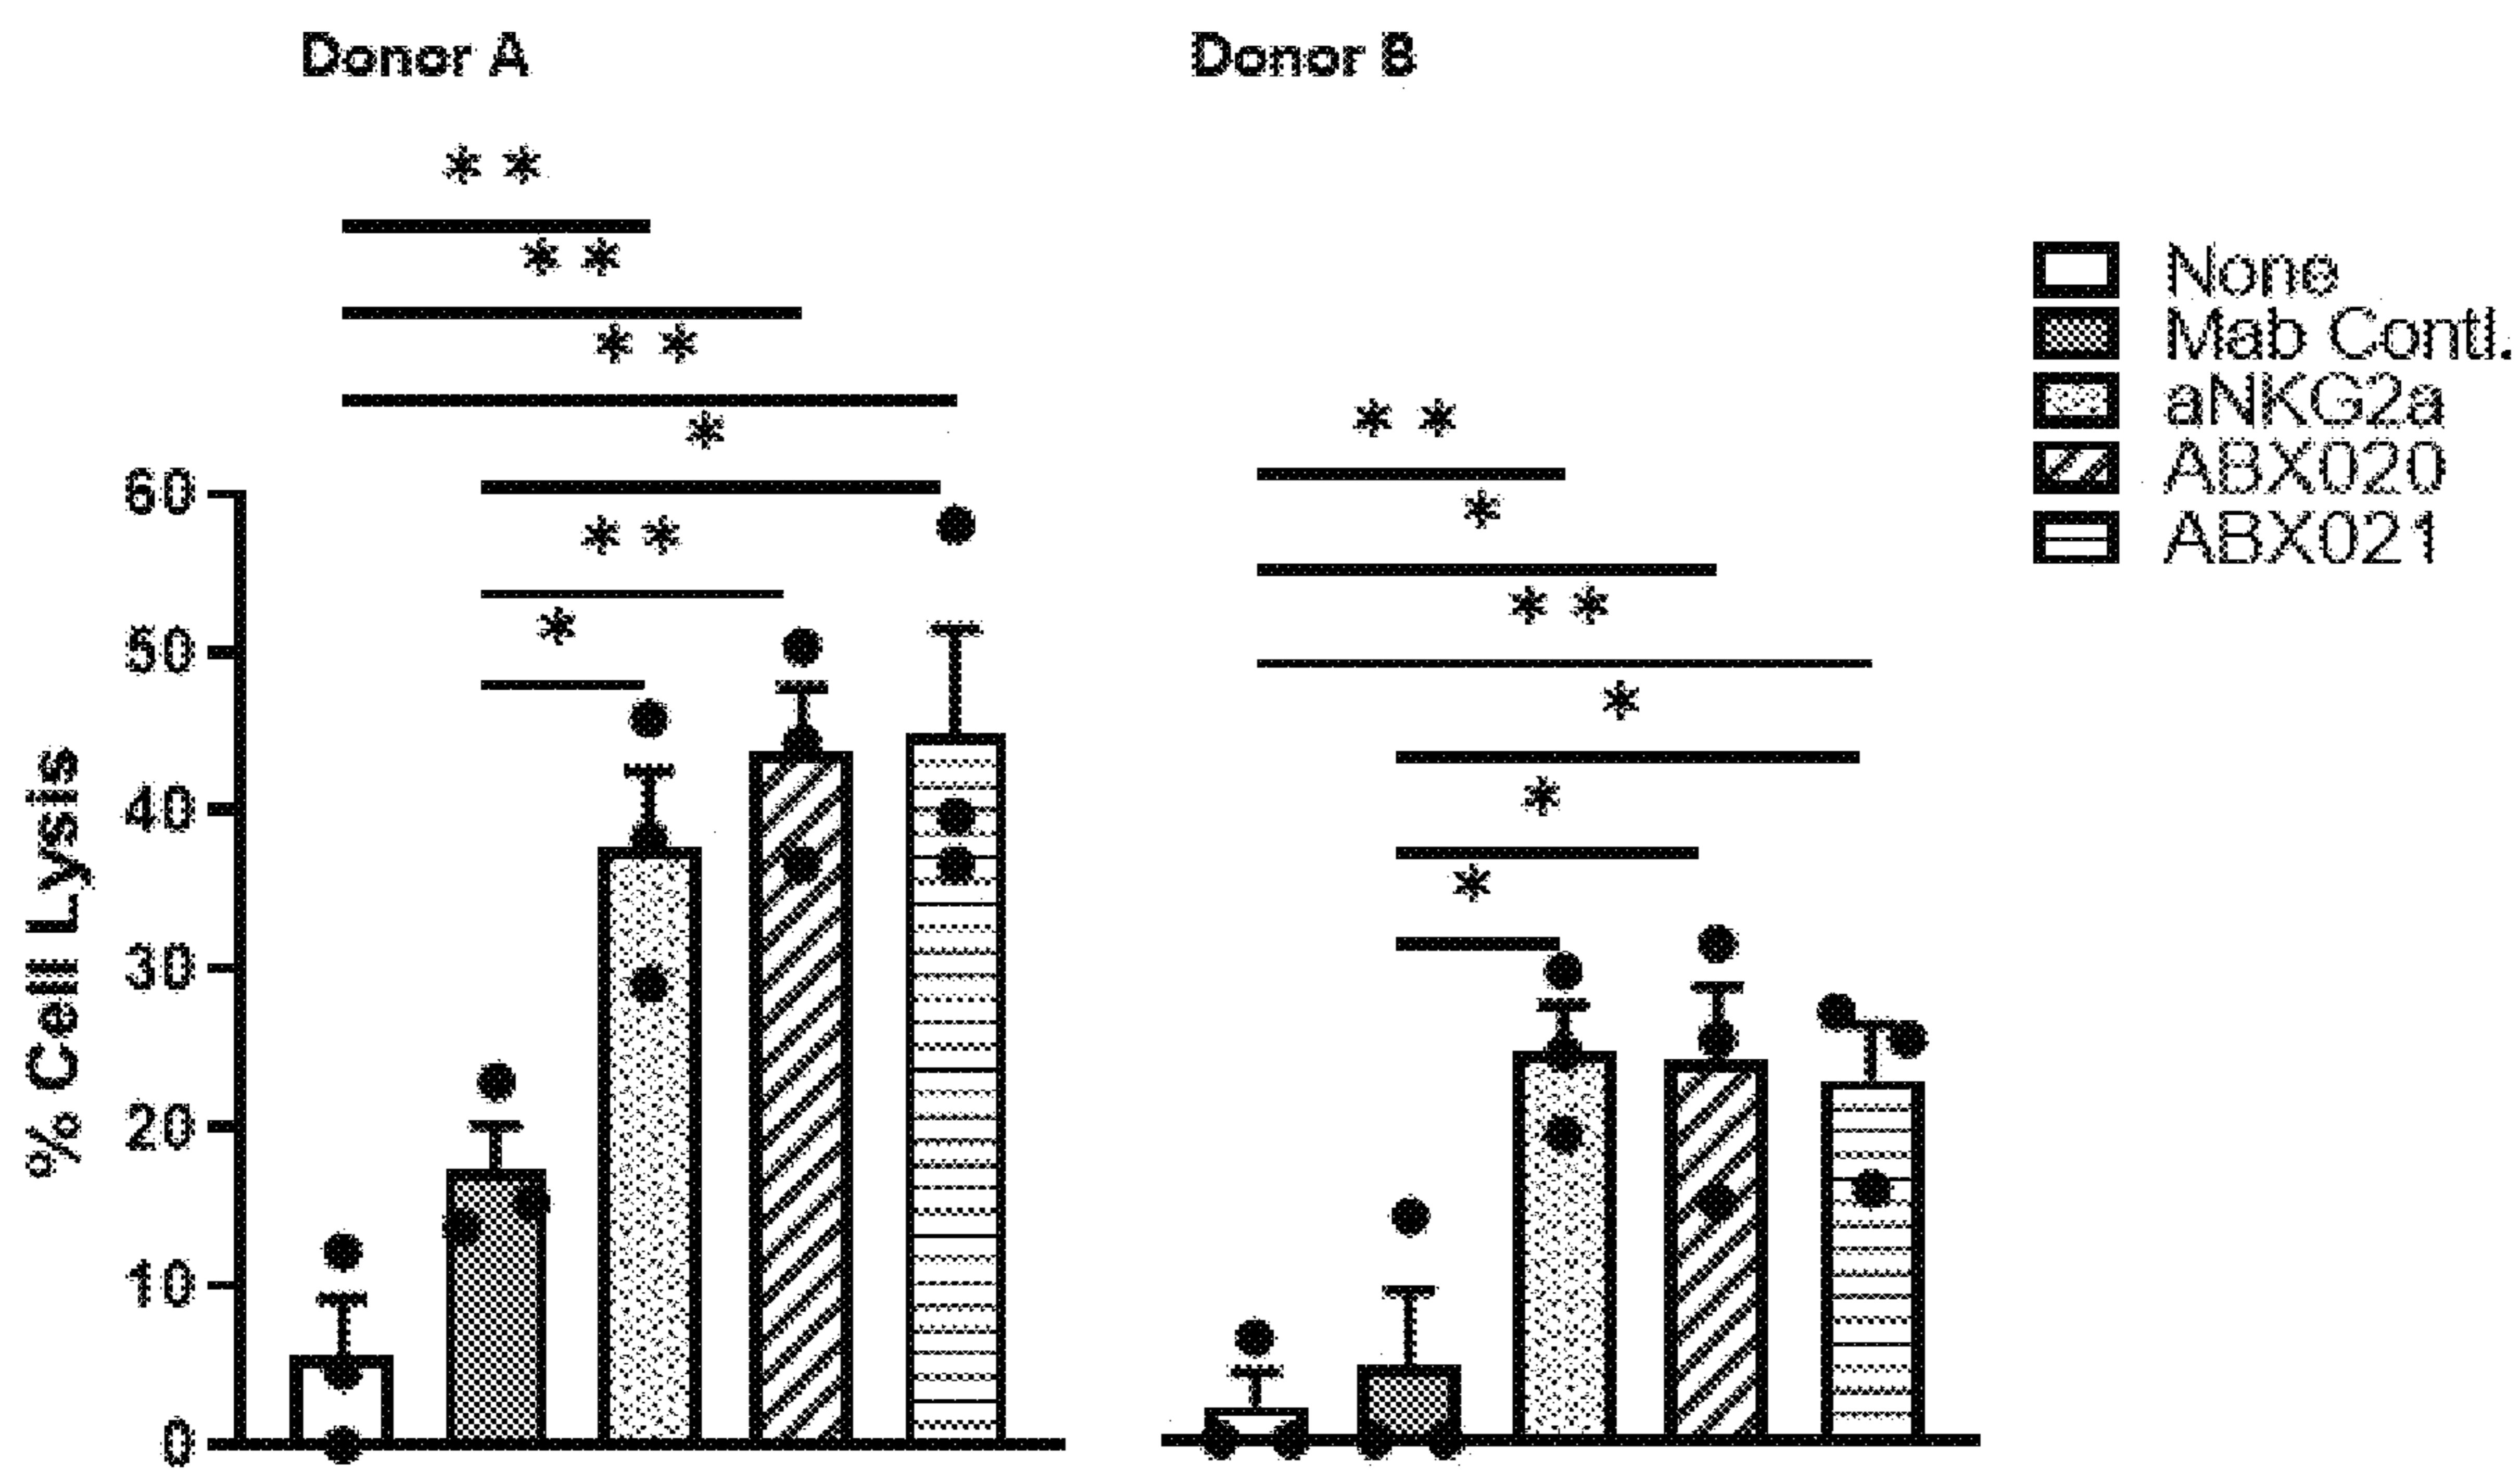 Donor A
Donor B
* *
* *
* *
*
* *
*
* *
*
* *
*
*
*
None
Mab Contl.
aNKG2a
ABX020
ABX021
% Cell Lysis
60
50
40
30
20
10
0